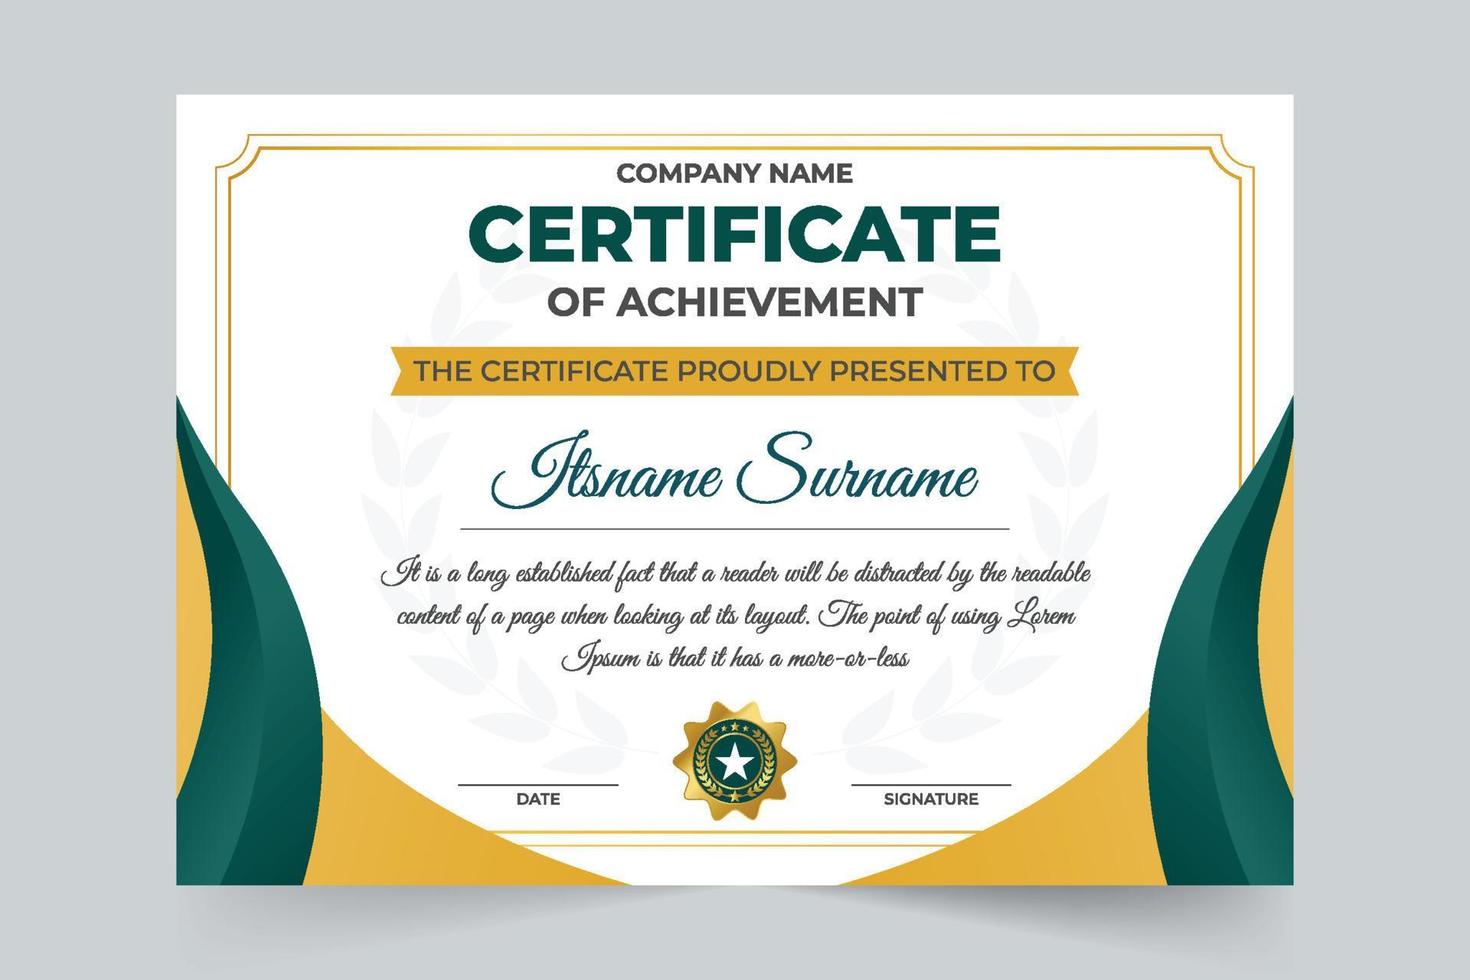 COMPANY NAME
CERTIFICATE
OF ACHIEVEMENT
THE CERTIFICATE PROUDLY PRESENTED TO
Itsname Surname
It is a long established fact that a reader will be distracted by the readable
content of a page when looking at its layout. The point of using Lorem
Ipsum is that it has a more-or-less
DATE
SIGNATURE